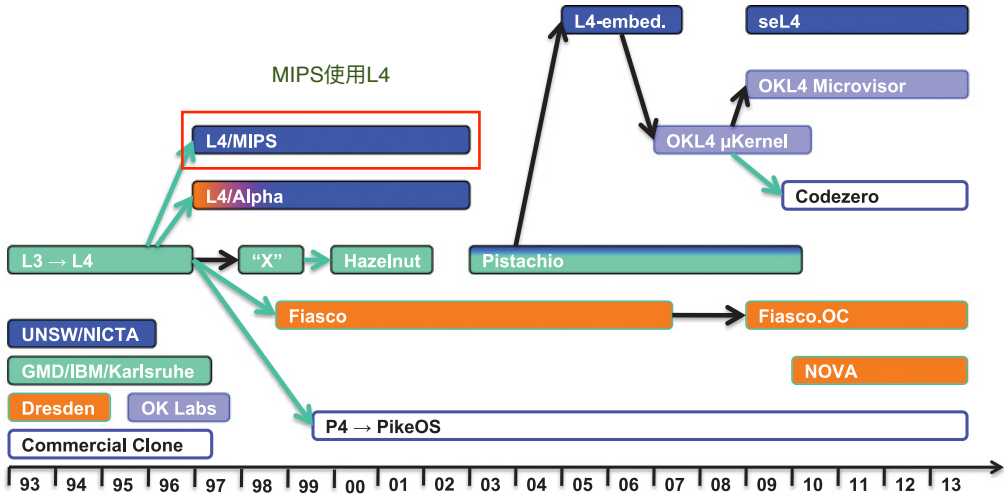 L4-embed.
seL4
MIPS使用L4
OKL4 Microvisor
L4/MIPS
OKL4 μKernel
L4/Alpha
Codezero
L3 → L4
“X”
Hazelnut
Pistachio
Fiasco
Fiasco.OC
UNSW/NICTA
GMD/IBM/Karlsruhe
NOVA
Dresden
OK Labs
P4 → PikeOS
Commercial Clone
93 94 95 96 97 98 99 00 01 02 03 04 05 06 07 08 09 10 11 12 13